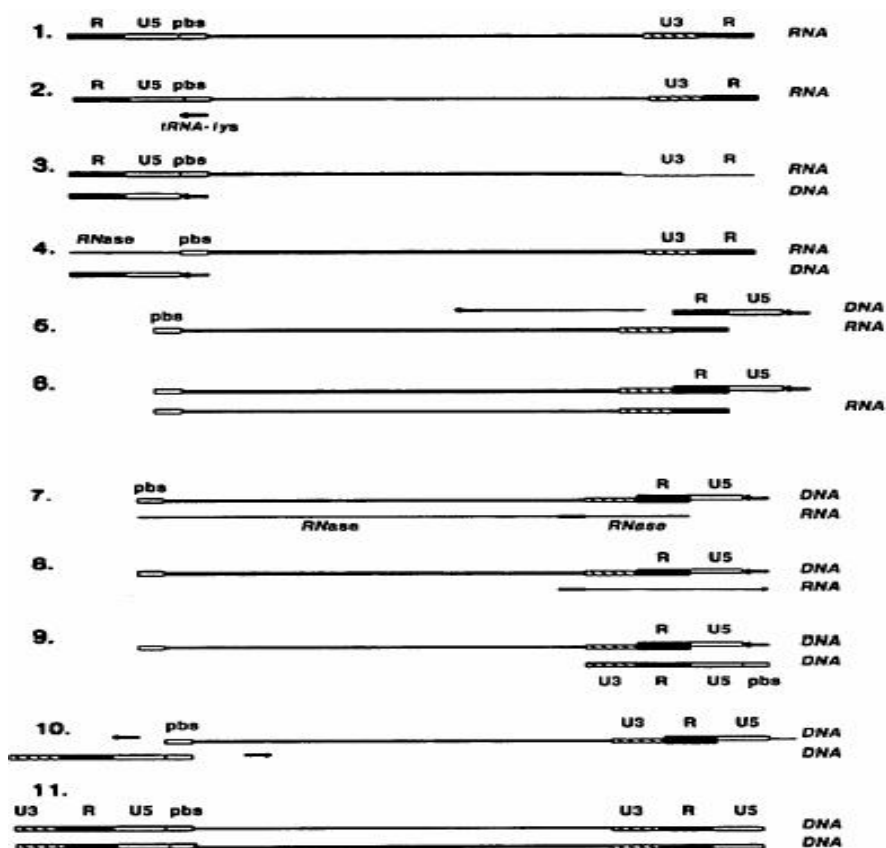 R U5 pbs U3 R
1. RNA
R U5 pbs U3 R
2. RNA
tRNA-lys
R U5 pbs U3 R
3. RNA
DNA
RNase pbs U3 R
4. RNA
DNA
R U5 DNA
pbs
5. RNA
R U5
6.
RNA
pbs R U5
7. DNA
RNA
RNase RNase
R U5
8. DNA
RNA
R U5
9. DNA
DNA
U3 R U5 pbs
10. pbs U3 R U5 DNA
DNA
11.
U3 R U5 pbs U3 R U5
DNA
DNA